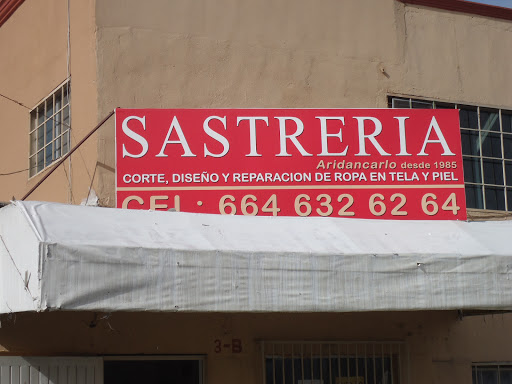 SASTRERIA
Aridancarlo desde 1985
CORTE, DISEÑO Y REPARACION DE ROPA EN TELA Y PIEL
CEL: 664 632 62 64
3-B